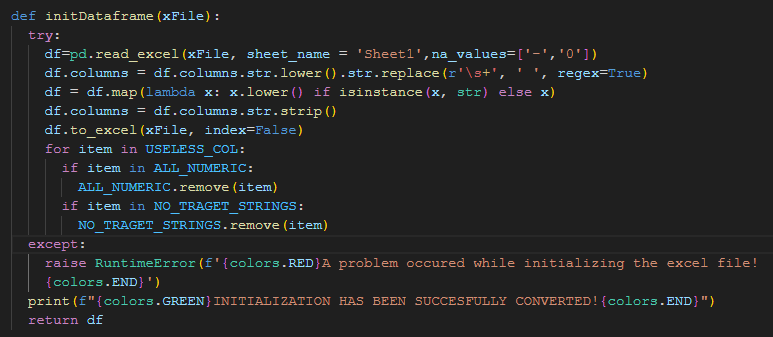 def initDataframe(xFile):
try:
df=pd.read_excel(xFile, sheet_name = 'Sheet1',na_values=['-','0'])
df.columns = df.columns.str.lower().str.replace(r'\s+', ' ', regex=True)
df = df.map(lambda x: x.lower() if isinstance(x, str) else x)
df.columns = df.columns.str.strip()
df.to_excel(xFile, index=False)
for item in USELESS_COL:
if item in ALL_NUMERIC:
ALL_NUMERIC.remove(item)
if item in NO_TRAGET_STRINGS:
NO_TRAGET_STRINGS.remove(item)
except:
raise RuntimeError(f'{colors.RED}A problem occured while initializing the excel file!
{colors.END}')
print(f"{colors.GREEN}INITIALIZATION HAS BEEN SUCCESFULLY CONVERTED!{colors.END}")
return df